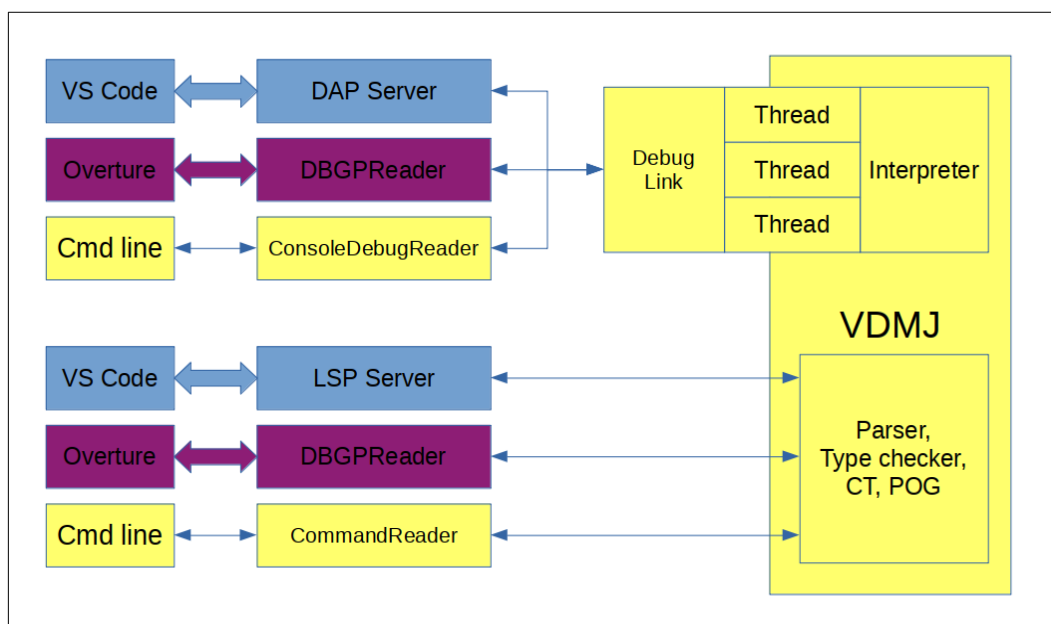 VS Code
DAP Server
Overture
DBGPReader
Cmd line
ConsoleDebugReader
Debug
Link
Thread
Thread
Thread
Interpreter
VDMJ
VS Code
LSP Server
Overture
DBGPReader
Cmd line
CommandReader
Parser,
Type checker,
CT, POG